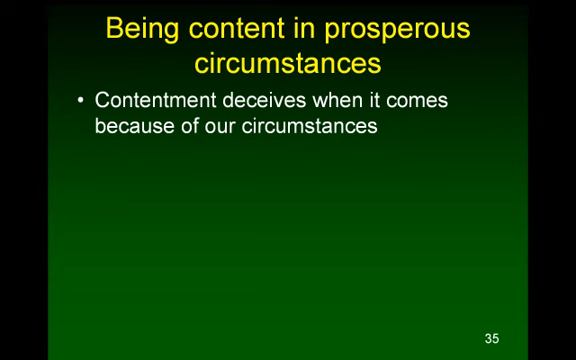 Being content in prosperous
circumstances
• Contentment deceives when it comes
because of our circumstances
35